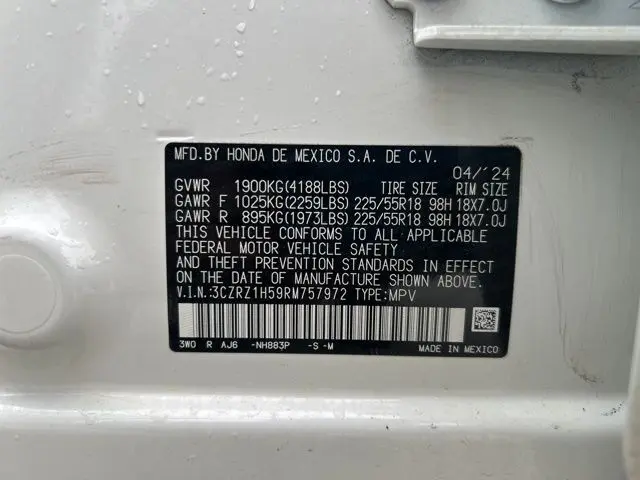 MFD.BY HONDA DE MEXICO S.A. DE C.V.
04/'24
GVWR 1900KG(4188LBS) TIRE SIZE RIM SIZE
GAWR F 1025KG(2259LBS) 225/55R18 98H 18X7.0J
GAWR R 895KG(1973LBS) 225/55R18 98H 18X7.0J
THIS VEHICLE CONFORMS TO ALL APPLICABLE
FEDERAL MOTOR VEHICLE SAFETY
AND THEFT PREVENTION STANDARDS IN EFFECT
ON THE DATE OF MANUFACTURE SHOWN ABOVE.
V.I.N.:3CZRZ1H59RM757972 TYPE:MPV
3W0 R AJ6 -NH883P -S -M MADE IN MEXICO